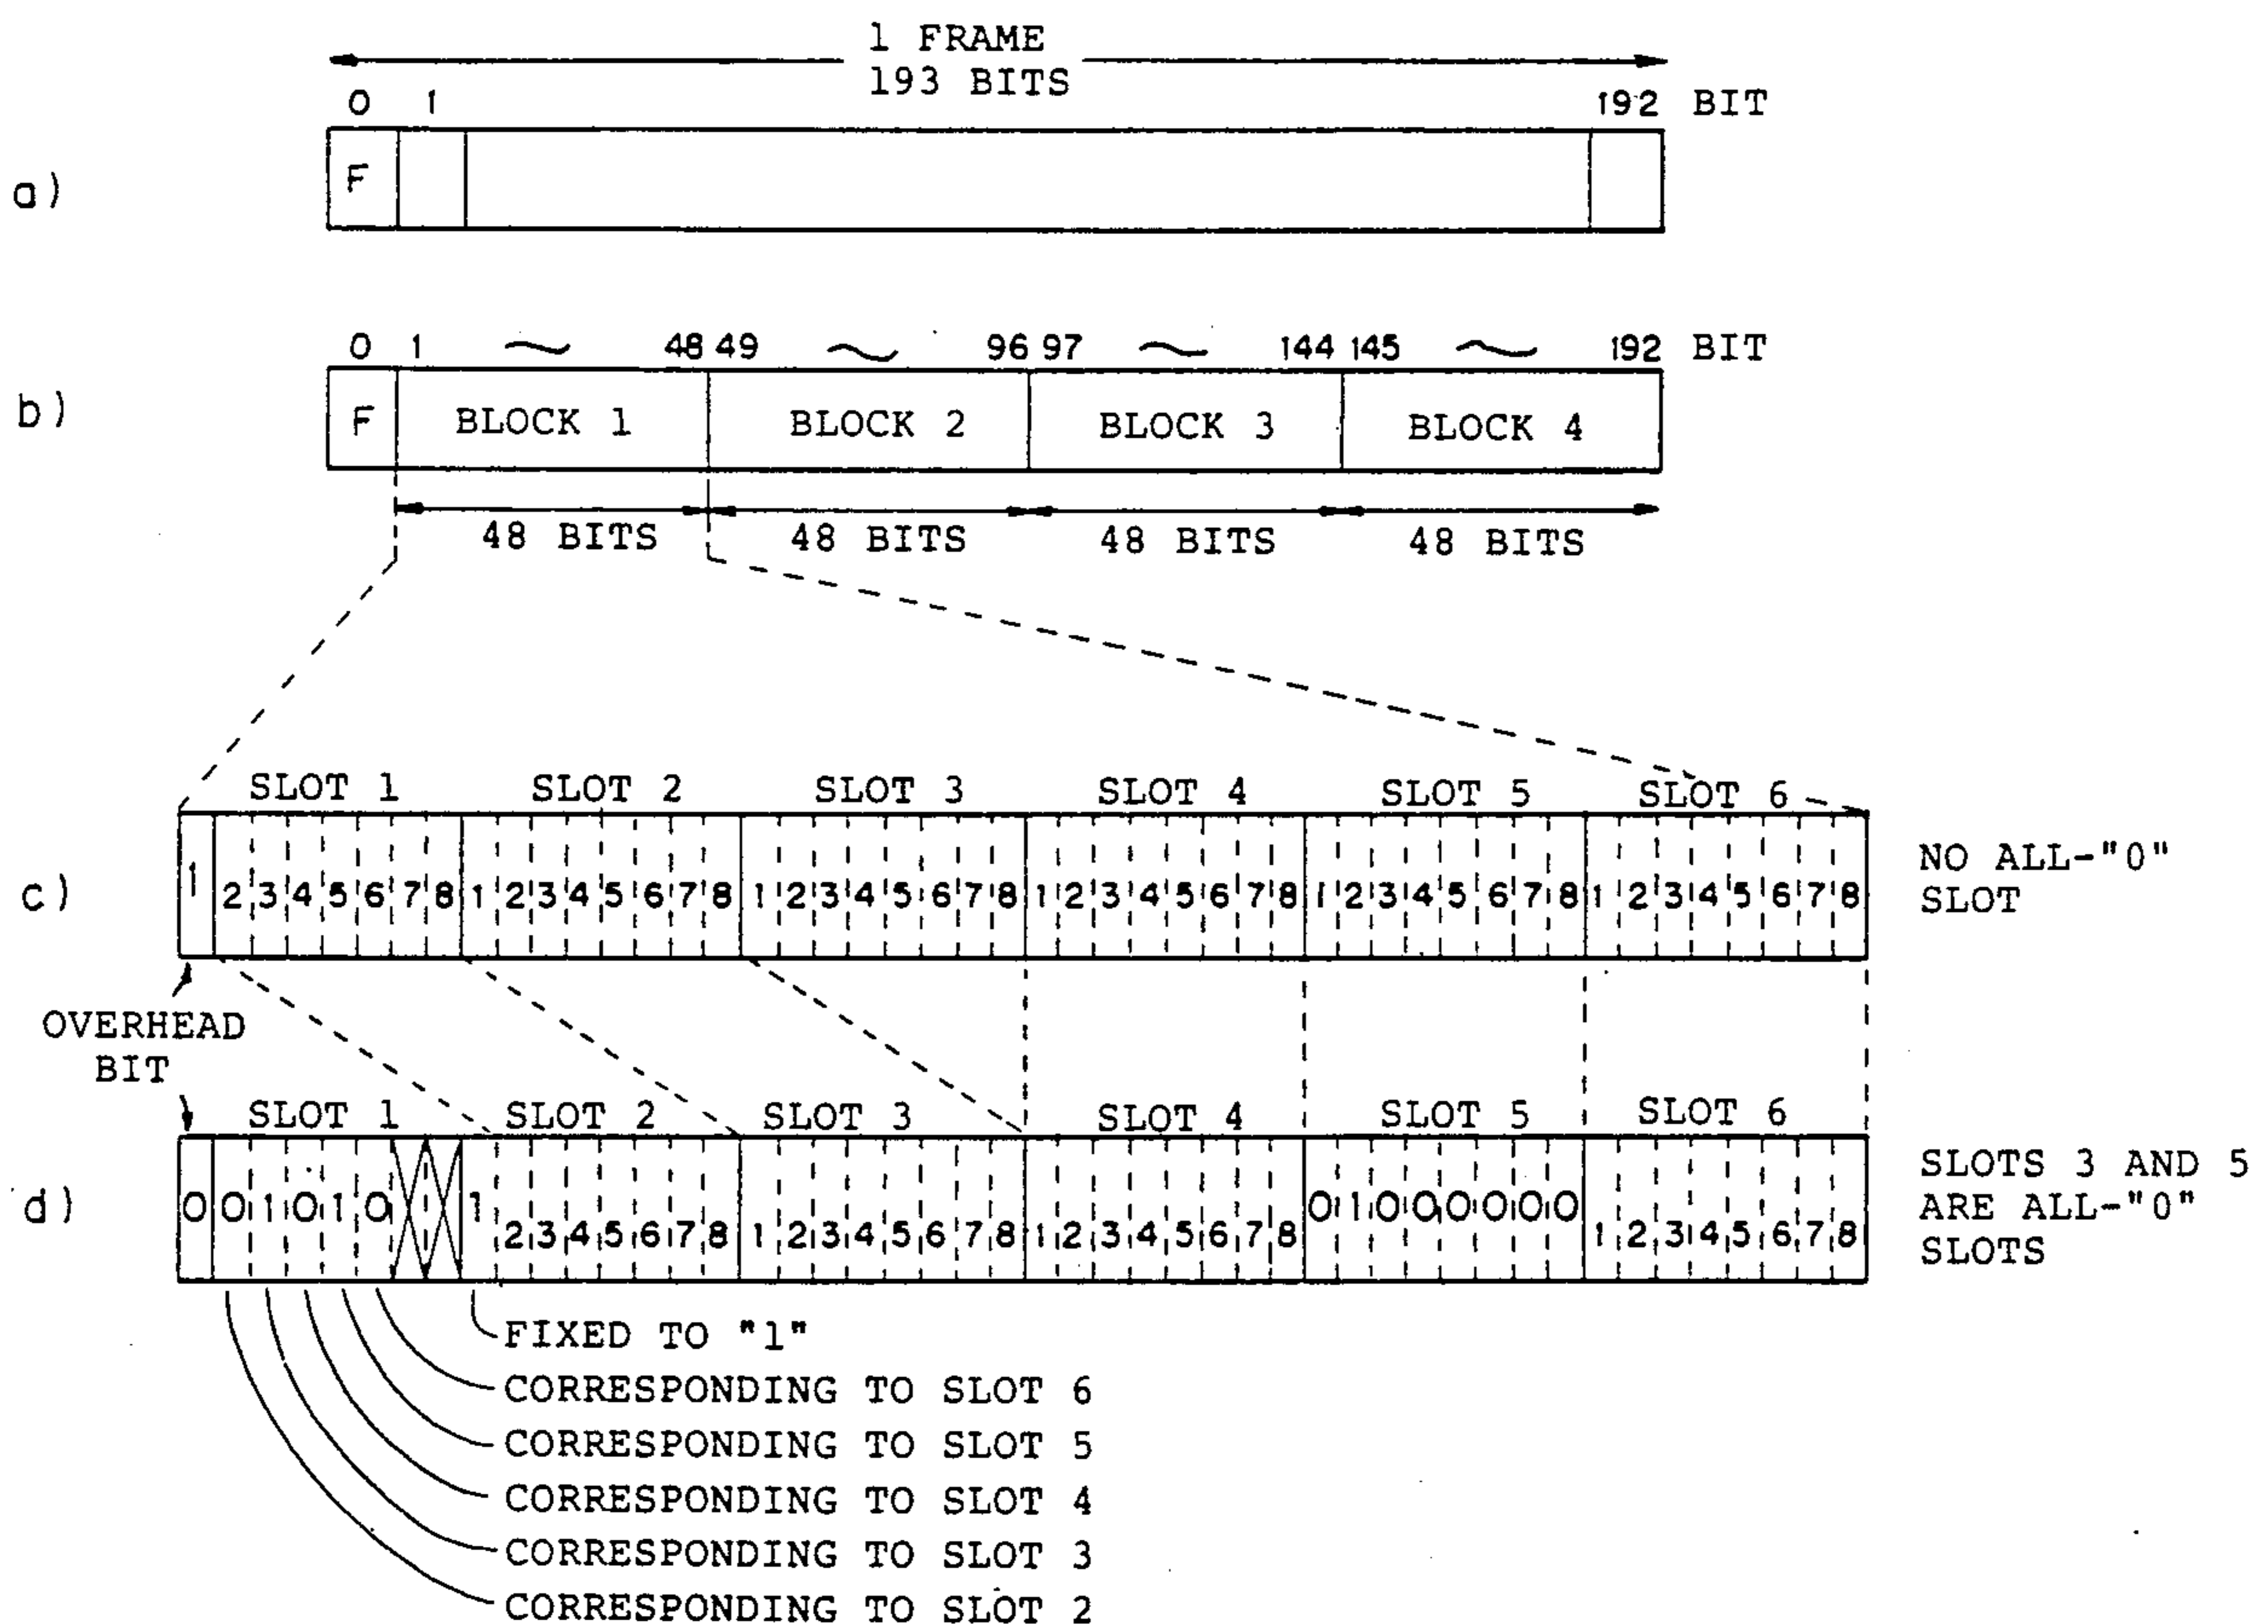 1 FRAME
193 BITS
0 1 192 BIT
a) F
0 1 ~ 48 49 ~ 96 97 ~ 144 145 ~ 192 BIT
b) F BLOCK 1 BLOCK 2 BLOCK 3 BLOCK 4
48 BITS 48 BITS 48 BITS 48 BITS
SLOT 1 SLOT 2 SLOT 3 SLOT 4 SLOT 5 SLOT 6
c) 1 2 3 4 5 6 7 8 1 2 3 4 5 6 7 8 1 2 3 4 5 6 7 8 1 2 3 4 5 6 7 8 1 2 3 4 5 6 7 8 1 2 3 4 5 6 7 8
NO ALL-"0"
SLOT
OVERHEAD
BIT
SLOT 1 SLOT 2 SLOT 3 SLOT 4 SLOT 5 SLOT 6
d) 0 0 1 0 1 0 1 2 3 4 5 6 7 8 1 2 3 4 5 6 7 8 1 2 3 4 5 6 7 8 0 1 0 0 0 0 0 0 1 2 3 4 5 6 7 8
SLOTS 3 AND 5
ARE ALL-"0"
SLOTS
FIXED TO "1"
CORRESPONDING TO SLOT 6
CORRESPONDING TO SLOT 5
CORRESPONDING TO SLOT 4
CORRESPONDING TO SLOT 3
CORRESPONDING TO SLOT 2